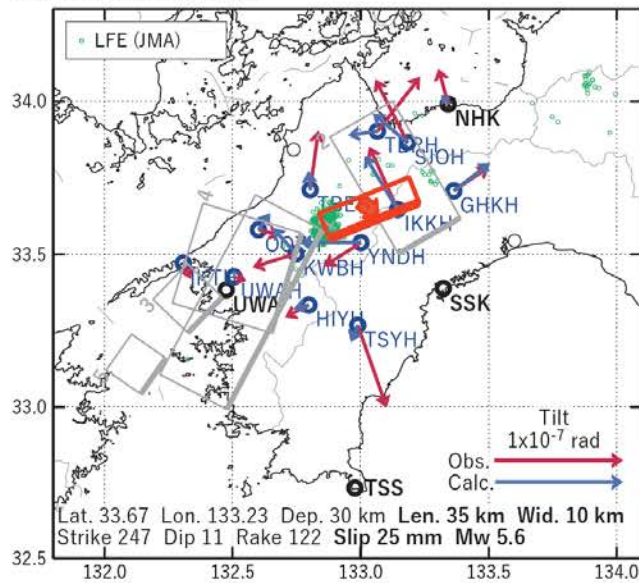 LFE (JMA)
34.0
33.5
33.0
32.5
NHK
SJOH
GHKH
IKKH
YNDH
KWBH
UWAH
UWA
HIYH
TSYH
SSK
TSS
4
3
Tilt
1x10-7 rad
Obs.
Calc.
Lat. 33.67 Lon. 133.23 Dep. 30 km Len. 35 km Wid. 10 km
Strike 247 Dip 11 Rake 122 Slip 25 mm Mw 5.6
132.0 132.5 133.0 133.5 134.0